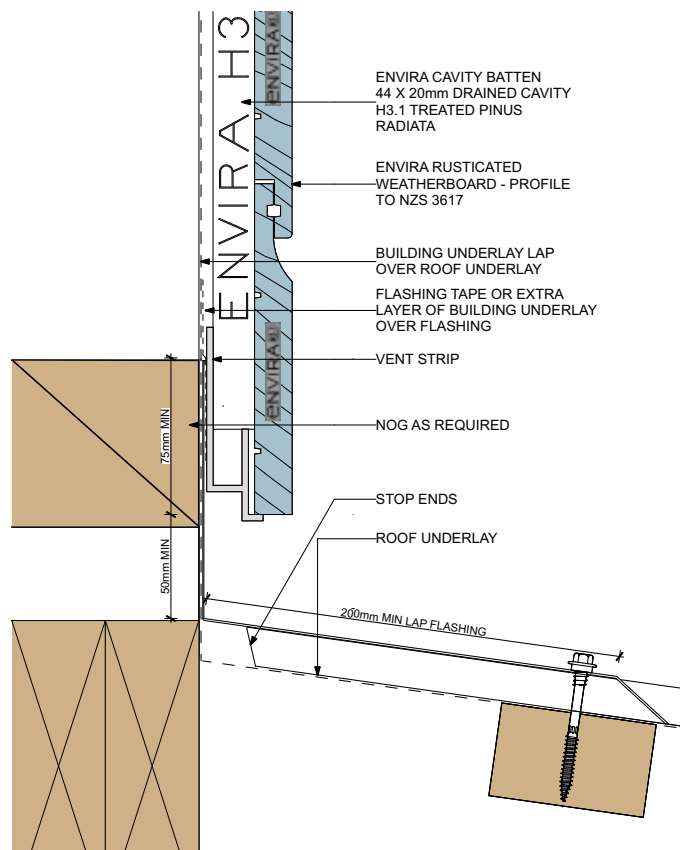 ENVIRA H3
ENVIRA
ENVIRA CAVITY BATTEN
44 X 20mm DRAINED CAVITY
H3.1 TREATED PINUS
RADIATA
ENVIRA RUSTICATED
WEATHERBOARD - PROFILE
TO NZS 3617
BUILDING UNDERLAY LAP
OVER ROOF UNDERLAY
FLASHING TAPE OR EXTRA
LAYER OF BUILDING UNDERLAY
OVER FLASHING
ENVIRA
VENT STRIP
75mm MIN
NOG AS REQUIRED
STOP ENDS
ROOF UNDERLAY
50mm MIN
200mm MIN LAP FLASHING